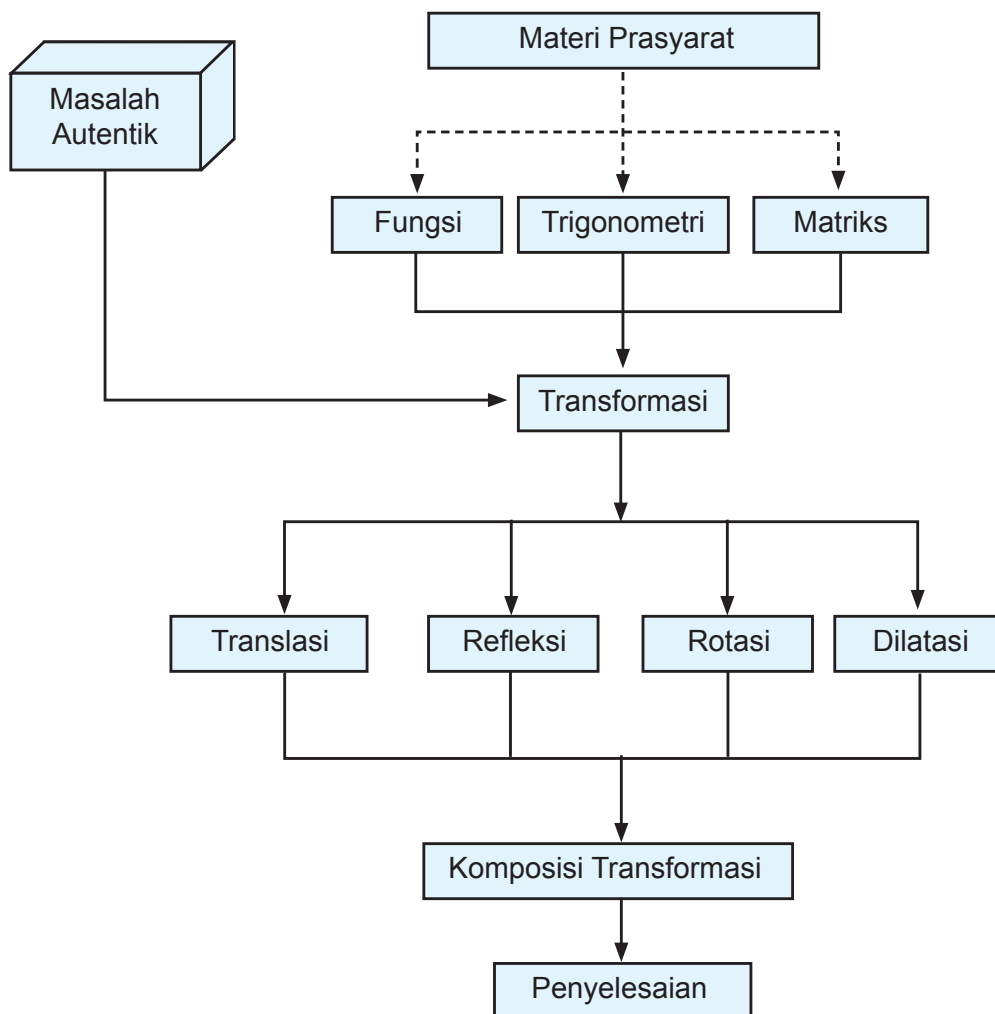 Materi Prasyarat
Masalah
Autentik
Fungsi
Trigonometri
Matriks
Transformasi
Translasi
Refleksi
Rotasi
Dilatasi
Komposisi Transformasi
Penyelesaian